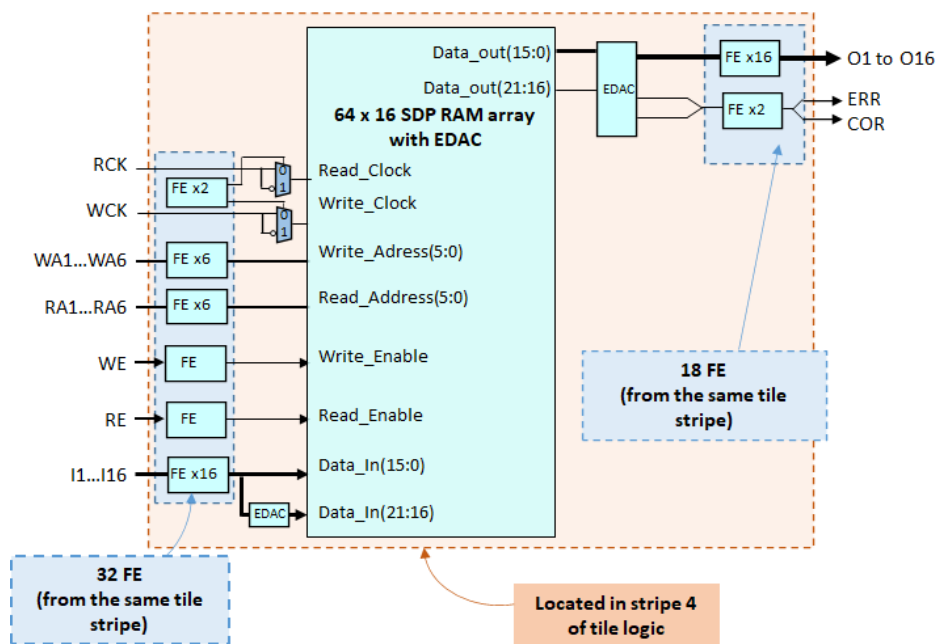 Data_out(15:0)
Data_out(21:16)
64 x 16 SDP RAM array
with EDAC
EDAC
FE x16
O1 to O16
FE x2
ERR
COR
RCK
FE x2
0
1
Read_Clock
WCK
0
1
Write_Clock
WA1...WA6
FE x6
Write_Adress(5:0)
RA1...RA6
FE x6
Read_Address(5:0)
WE
FE
Write_Enable
RE
FE
Read_Enable
I1...I16
FE x16
Data_In(15:0)
EDAC
Data_In(21:16)
18 FE
(from the same tile
stripe)
32 FE
(from the same tile
stripe)
Located in stripe 4
of tile logic